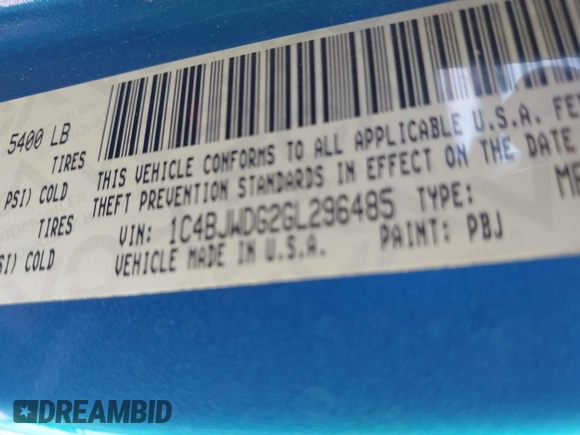 5400 LB
TIRES
PSI) COLD
TIRES
SI) COLD
THIS VEHICLE CONFORMS TO ALL APPLICABLE U.S.A. FE
THEFT PREVENTION STANDARDS IN EFFECT ON THE DATE
VIN: 1C4BJWDG2GL296485 TYPE:
VEHICLE MADE IN U.S.A. PAINT: PBJ
DREAMBID